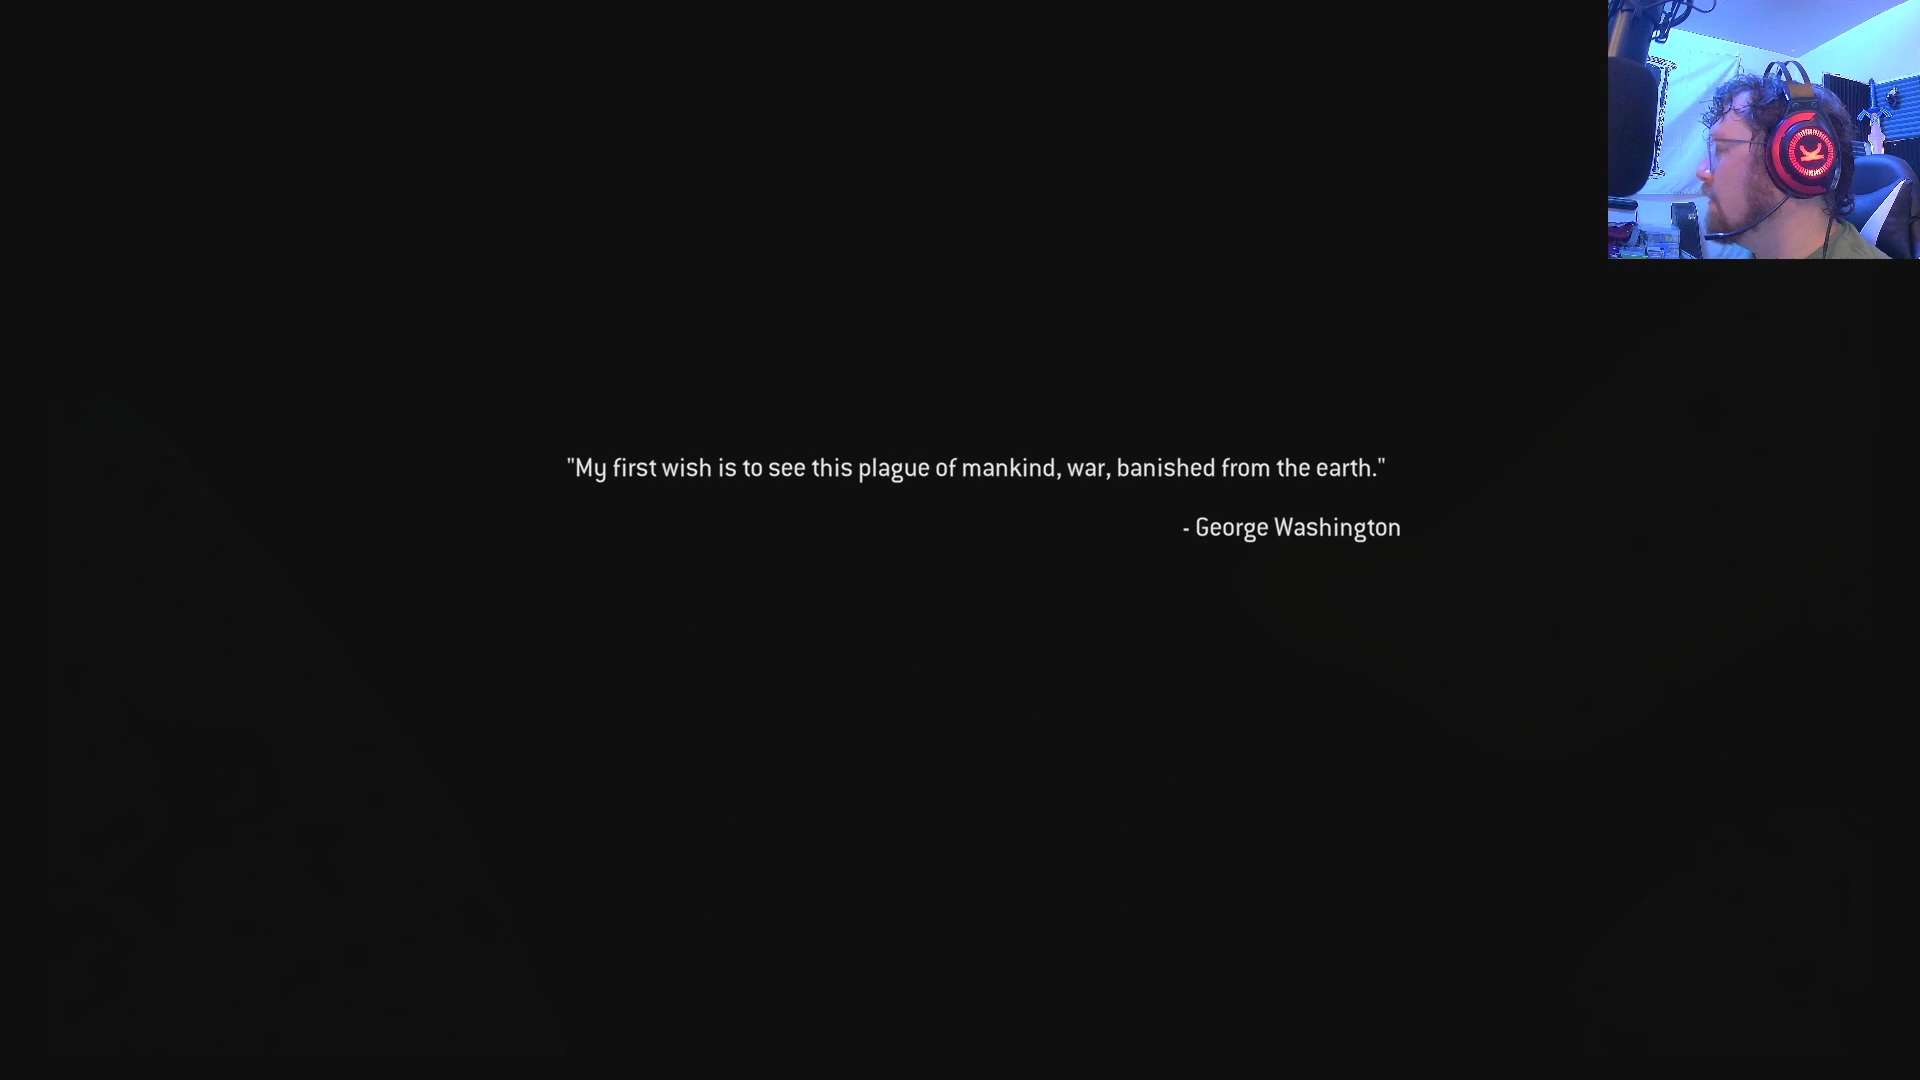 "My first wish is to see this plague of mankind, war, banished from the earth."
- George Washington